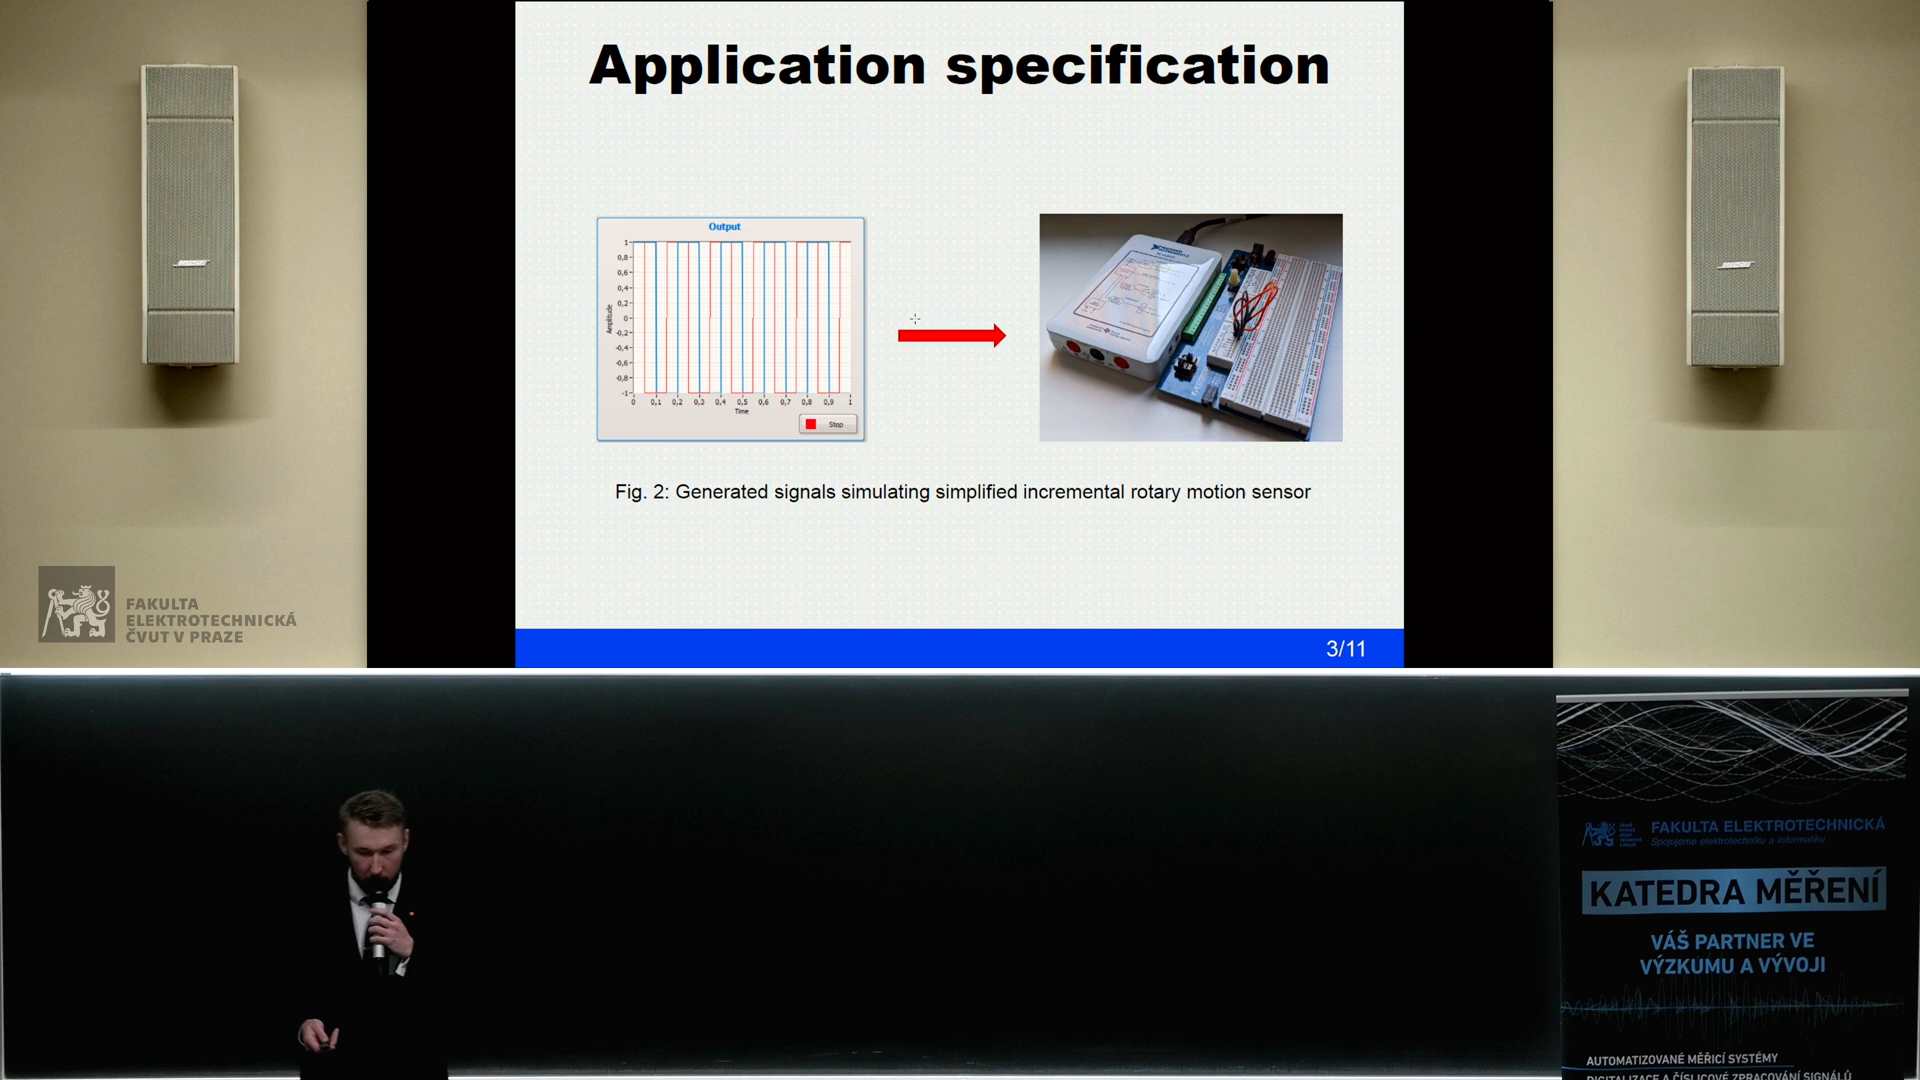 Application specification
Output
1
0,8
0,6
0,4
0,2
0
-0,2
-0,4
-0,6
-0,8
-1
Amplitude
0 0,1 0,2 0,3 0,4 0,5 0,6 0,7 0,8 0,9 1
Time
Stop
Fig. 2: Generated signals simulating simplified incremental rotary motion sensor
3/11
FAKULTA
ELEKTROTECHNICKÁ
ČVUT V PRAZE
FAKULTA ELEKTROTECHNICKÁ
Spojujeme elektrotechniku a informatiku
KATEDRA MĚŘENÍ
VÁŠ PARTNER VE
VÝZKUMU A VÝVOJI
AUTOMATIZOVANÉ MĚŘICÍ SYSTÉMY
DIGITALIZACE A ČÍSLICOVÉ ZPRACOVÁNÍ SIGNÁLŮ